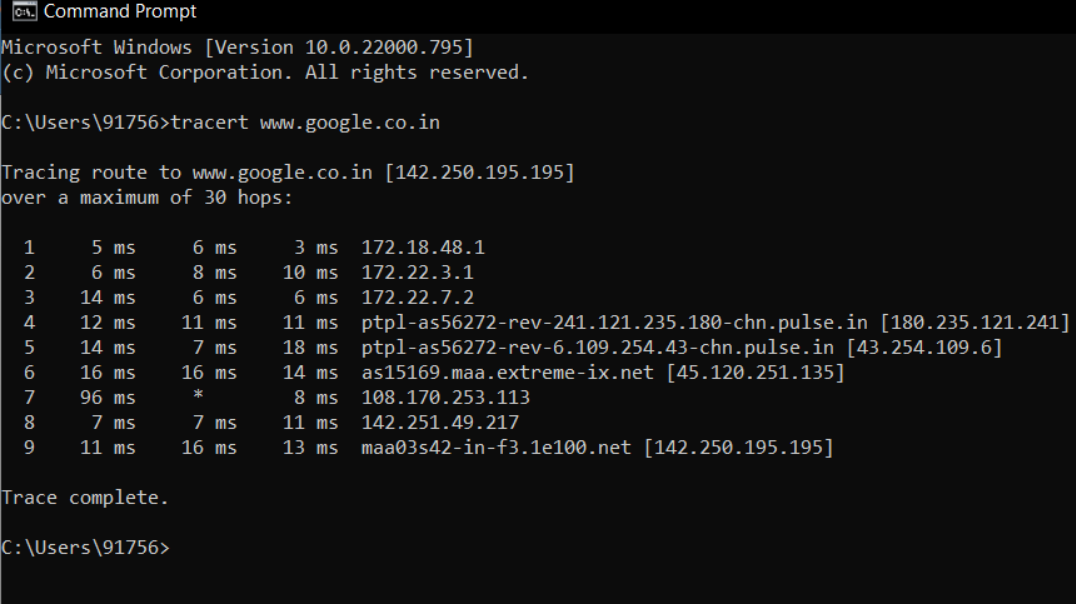 Command Prompt
Microsoft Windows [Version 10.0.22000.795]
(c) Microsoft Corporation. All rights reserved.
C:\Users\91756>tracert www.google.co.in
Tracing route to www.google.co.in [142.250.195.195]
over a maximum of 30 hops:
1 5 ms 6 ms 3 ms 172.18.48.1
2 6 ms 8 ms 10 ms 172.22.3.1
3 14 ms 6 ms 6 ms 172.22.7.2
4 12 ms 11 ms 11 ms ptpl-as56272-rev-241.121.235.180-chn.pulse.in [180.235.121.241]
5 14 ms 7 ms 18 ms ptpl-as56272-rev-6.109.254.43-chn.pulse.in [43.254.109.6]
6 16 ms 16 ms 14 ms as15169.maa.extreme-ix.net [45.120.251.135]
7 96 ms * 8 ms 108.170.253.113
8 7 ms 7 ms 11 ms 142.251.49.217
9 11 ms 16 ms 13 ms maa03s42-in-f3.1e100.net [142.250.195.195]
Trace complete.
C:\Users\91756>